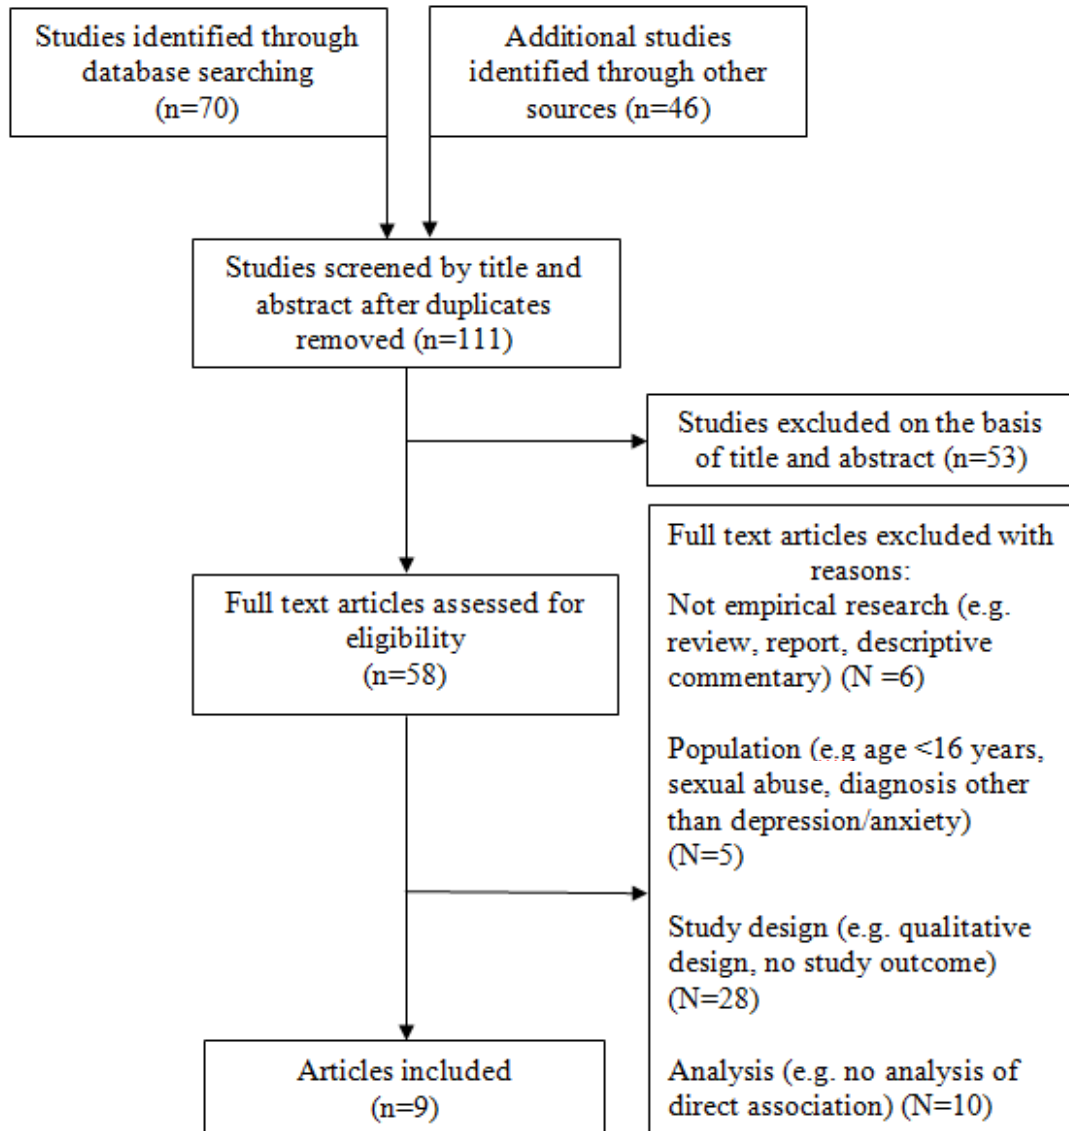 Studies identified through
database searching
(n=70)
Additional studies
identified through other
sources (n=46)
Studies screened by title and
abstract after duplicates
removed (n=111)
Studies excluded on the basis
of title and abstract (n=53)
Full text articles assessed for
eligibility
(n=58)
Full text articles excluded with
reasons:
Not empirical research (e.g.
review, report, descriptive
commentary) (N =6)
Population (e.g age <16 years,
sexual abuse, diagnosis other
than depression/anxiety)
(N=5)
Study design (e.g. qualitative
design, no study outcome)
(N=28)
Analysis (e.g. no analysis of
direct association) (N=10)
Articles included
(n=9)